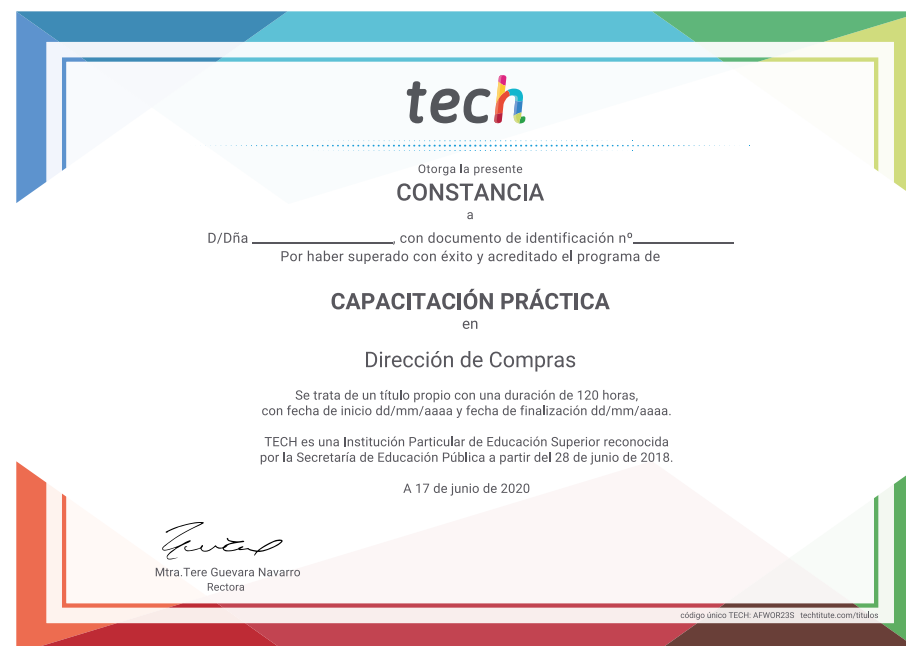 tech
Otorga la presente
CONSTANCIA
a
D/Dña , con documento de identificación nº
Por haber superado con éxito y acreditado el programa de
CAPACITACIÓN PRÁCTICA
en
Dirección de Compras
Se trata de un título propio con una duración de 120 horas,
con fecha de inicio dd/mm/aaaa y fecha de finalización dd/mm/aaaa.
TECH es una Institución Particular de Educación Superior reconocida
por la Secretaría de Educación Pública a partir del 28 de junio de 2018.
A 17 de junio de 2020
Mtra.Tere Guevara Navarro
Rectora
código único TECH: AFWOR23S techtitute.com/títulos